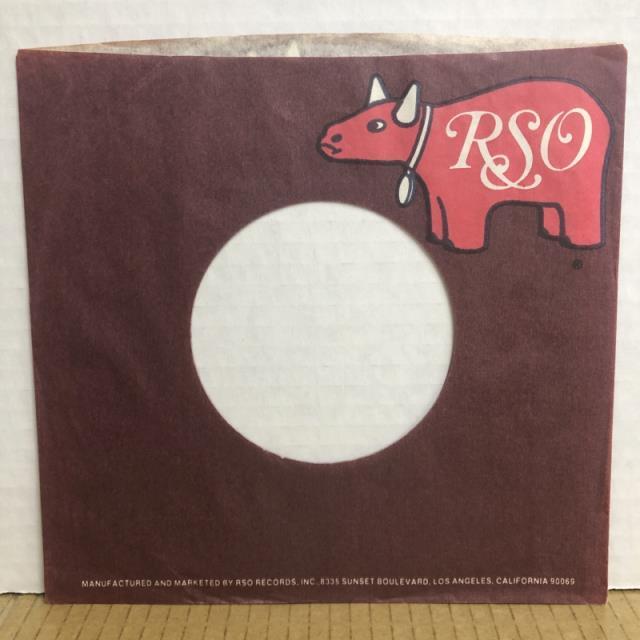 RSO
®
MANUFACTURED AND MARKETED BY RSO RECORDS, INC. 8335 SUNSET BOULEVARD, LOS ANGELES, CALIFORNIA 90069